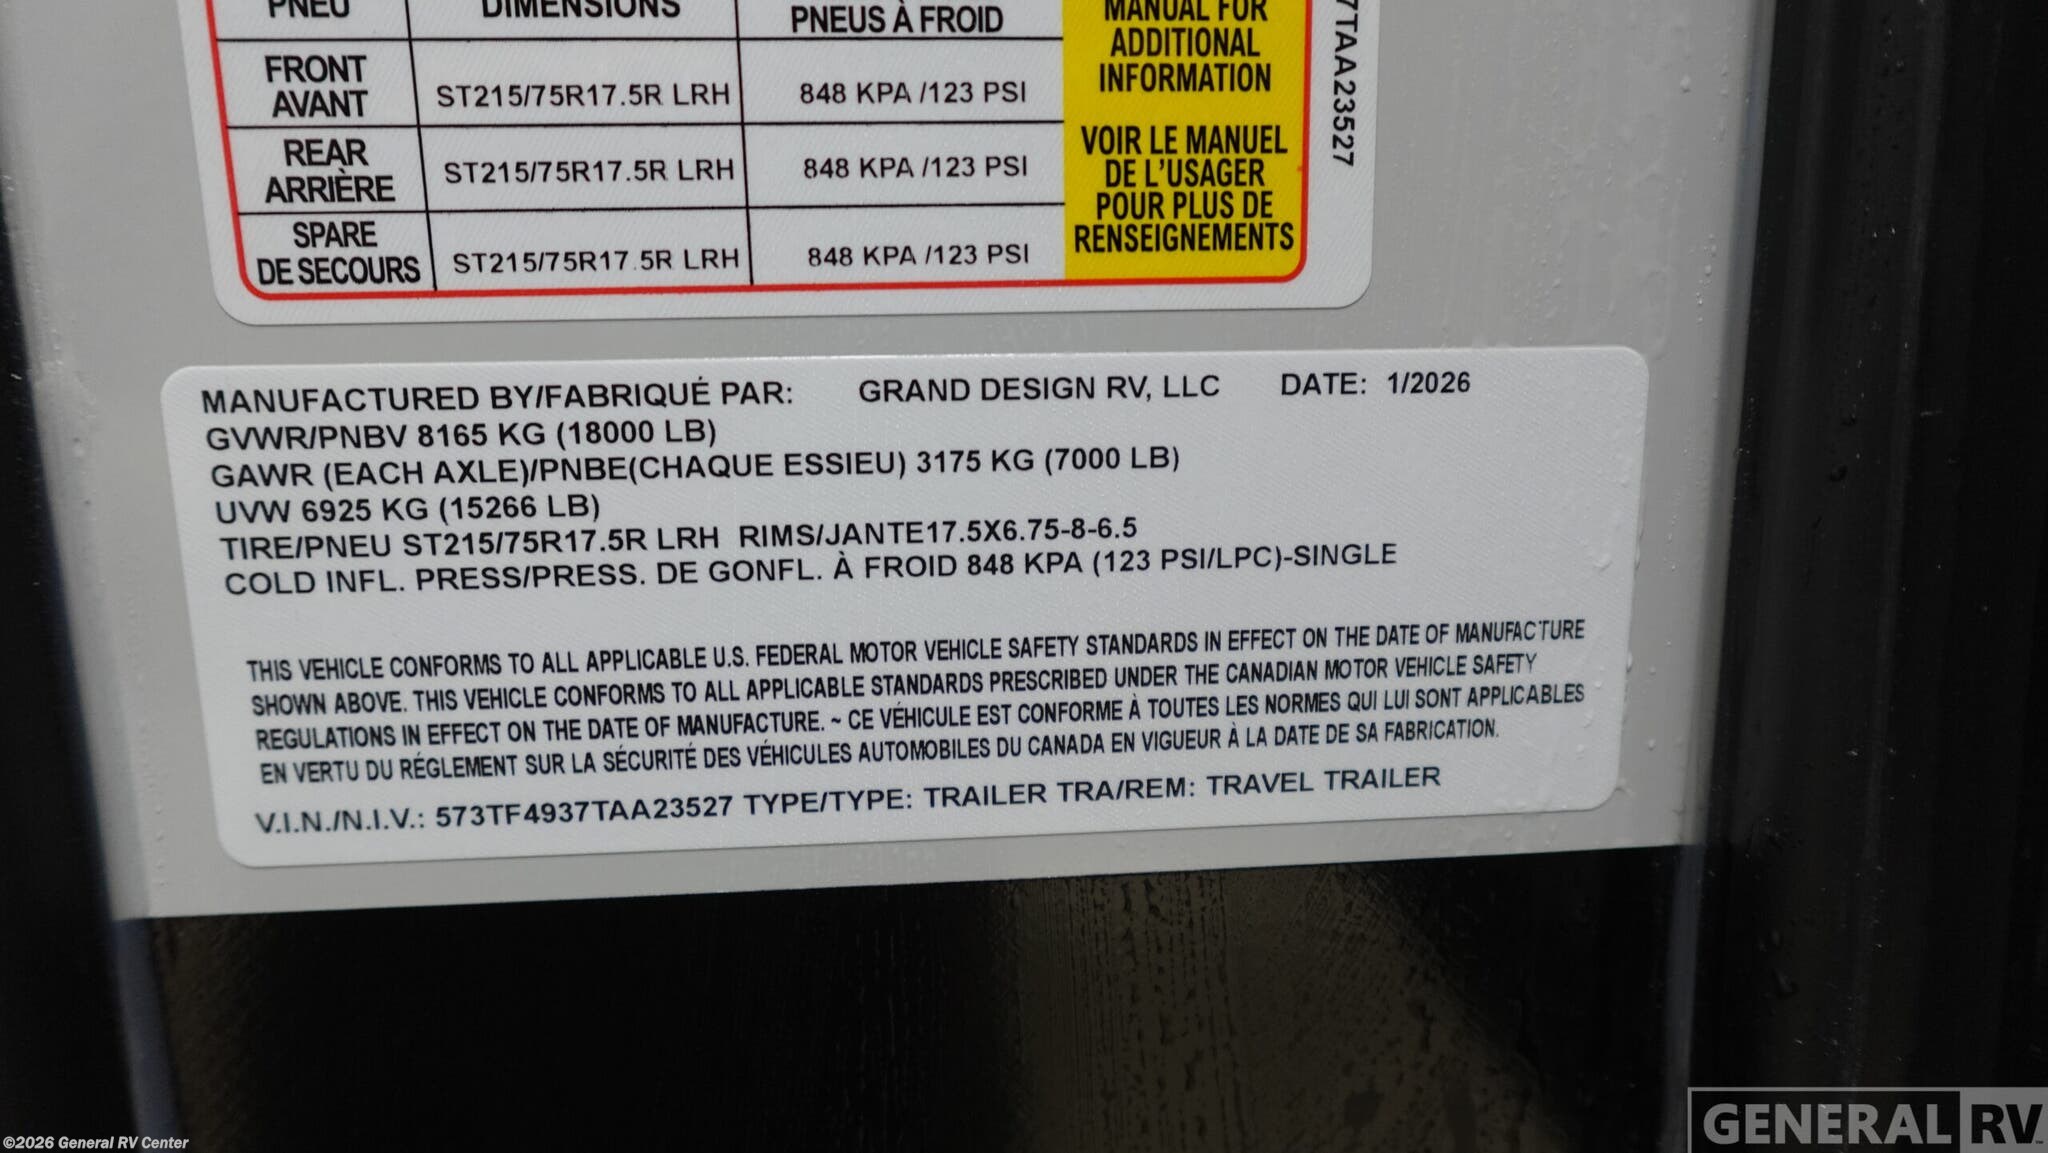 PNEU DIMENSIONS PNEUS À FROID
FRONT
AVANT
ST215/75R17.5R LRH 848 KPA /123 PSI
REAR
ARRIÈRE
ST215/75R17.5R LRH 848 KPA /123 PSI
SPARE
DE SECOURS
ST215/75R17.5R LRH 848 KPA /123 PSI
MANUAL FOR
ADDITIONAL
INFORMATION
VOIR LE MANUEL
DE L'USAGER
POUR PLUS DE
RENSEIGNEMENTS
7TAA23527
MANUFACTURED BY/FABRIQUÉ PAR: GRAND DESIGN RV, LLC DATE: 1/2026
GVWR/PNBV 8165 KG (18000 LB)
GAWR (EACH AXLE)/PNBE(CHAQUE ESSIEU) 3175 KG (7000 LB)
UVW 6925 KG (15266 LB)
TIRE/PNEU ST215/75R17.5R LRH RIMS/JANTE17.5X6.75-8-6.5
COLD INFL. PRESS/PRESS. DE GONFL. À FROID 848 KPA (123 PSI/LPC)-SINGLE
THIS VEHICLE CONFORMS TO ALL APPLICABLE U.S. FEDERAL MOTOR VEHICLE SAFETY STANDARDS IN EFFECT ON THE DATE OF MANUFACTURE
SHOWN ABOVE. THIS VEHICLE CONFORMS TO ALL APPLICABLE STANDARDS PRESCRIBED UNDER THE CANADIAN MOTOR VEHICLE SAFETY
REGULATIONS IN EFFECT ON THE DATE OF MANUFACTURE. ~ CE VÉHICULE EST CONFORME À TOUTES LES NORMES QUI LUI SONT APPLICABLES
EN VERTU DU RÉGLEMENT SUR LA SÉCURITÉ DES VÉHICULES AUTOMOBILES DU CANADA EN VIGUEUR À LA DATE DE SA FABRICATION.
V.I.N./N.I.V.: 573TF4937TAA23527 TYPE/TYPE: TRAILER TRA/REM: TRAVEL TRAILER
©2026 General RV Center
GENERAL RV